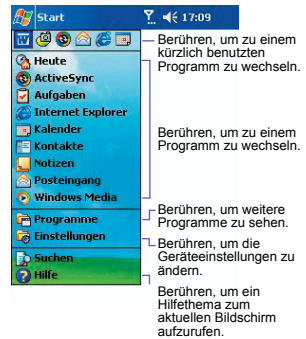 Start 17:09
Berühren, um zu einem
kürzlich benutzten
Programm zu wechseln.
Heute
ActiveSync
Aufgaben
Internet Explorer
Kalender
Kontakte
Notizen
Posteingang
Windows Media
Berühren, um zu einem
Programm zu wechseln.
Programme
Einstellungen
Berühren, um weitere
Programme zu sehen.
Berühren, um die
Geräteeinstellungen zu
ändern.
Suchen
Hilfe
Berühren, um ein
Hilfethema zum
aktuellen Bildschirm
aufzurufen.